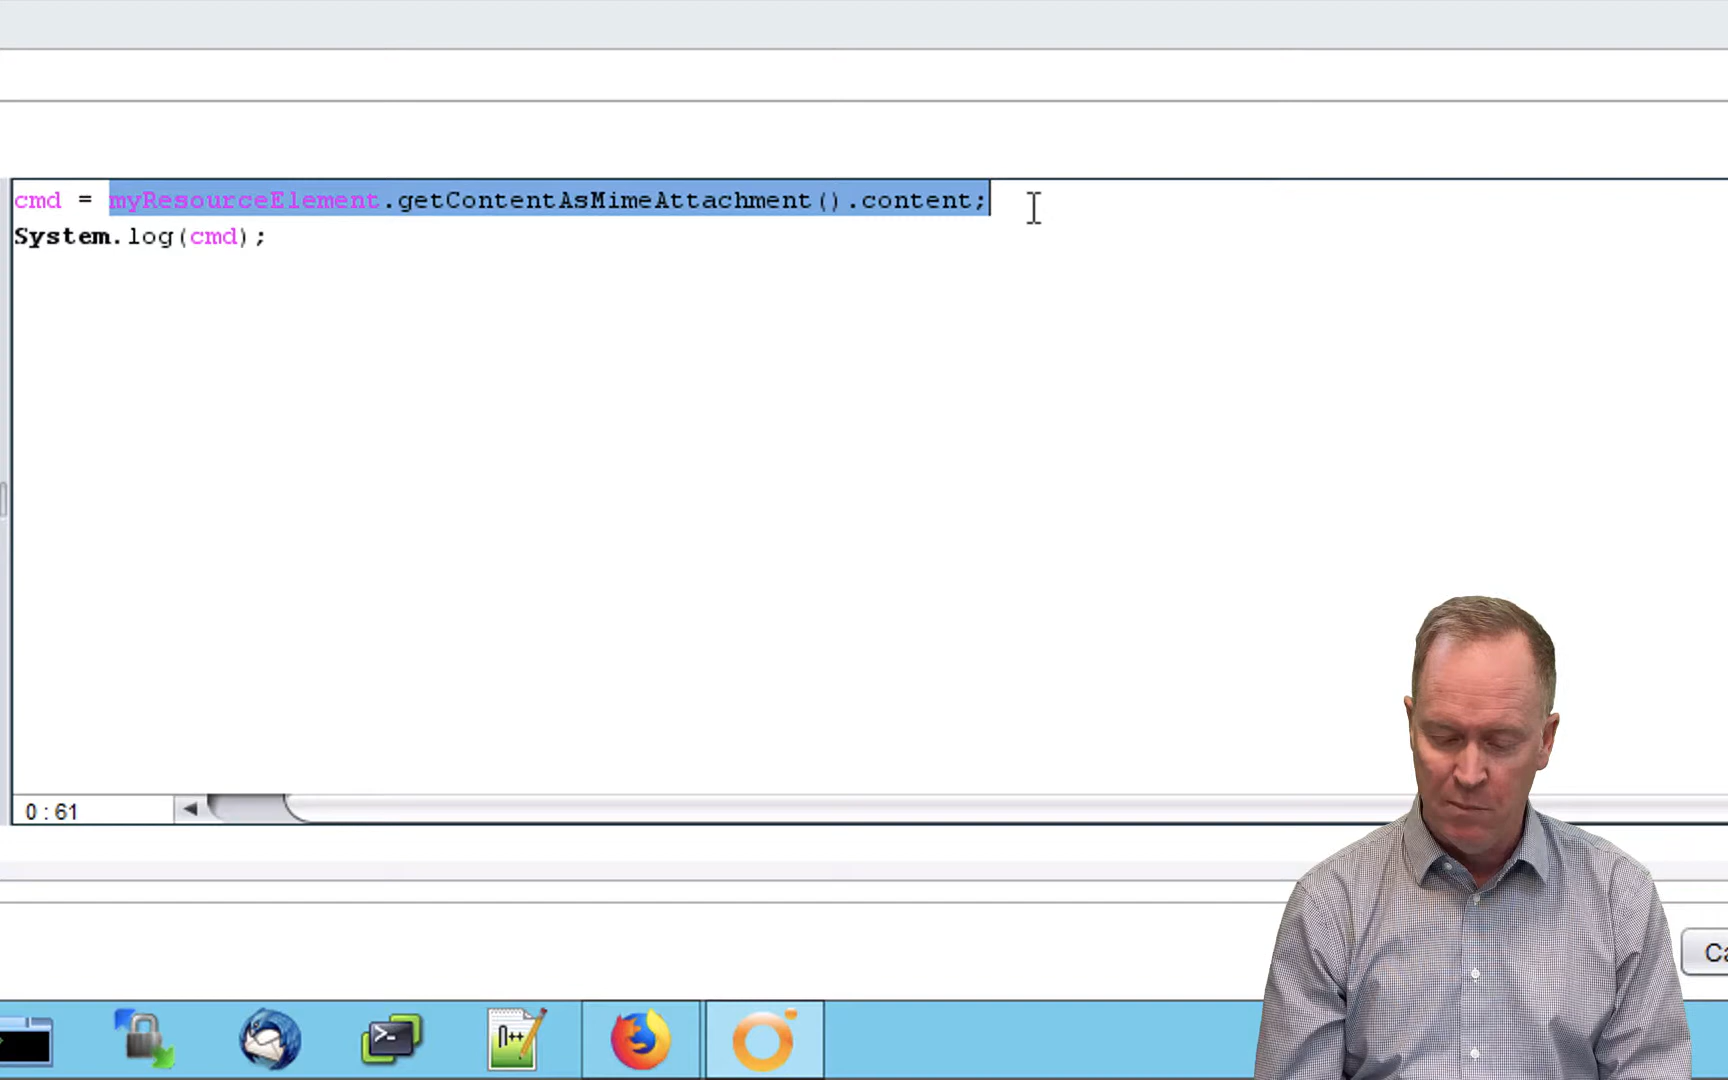 cmd = myResourceElement.getContentAsMimeAttachment().content;
System.log(cmd);
0:61
Ca
n++